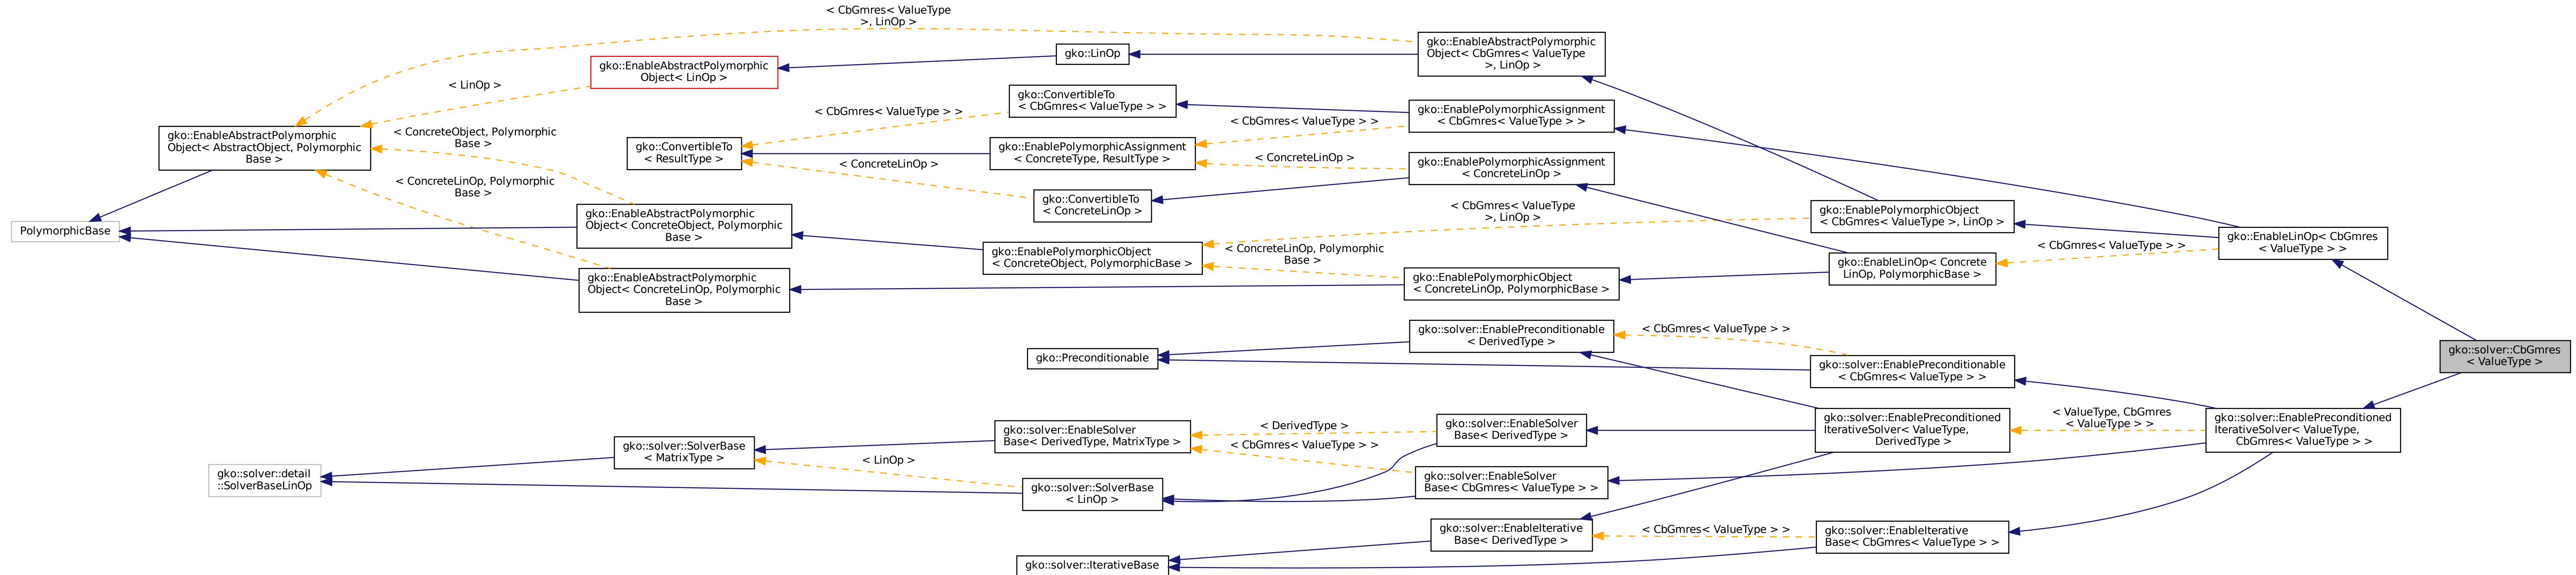 < CbGmres< ValueType
>, LinOp >
gko::EnableAbstractPolymorphic
Object< CbGmres< ValueType
>, LinOp >
gko::LinOp
gko::EnableAbstractPolymorphic
Object< LinOp >
< LinOp >
gko::ConvertibleTo
< CbGmres< ValueType > >
gko::EnablePolymorphicAssignment
< CbGmres< ValueType > >
< CbGmres< ValueType > >
< CbGmres< ValueType > >
gko::EnableAbstractPolymorphic
Object< AbstractObject, Polymorphic
Base >
< ConcreteObject, Polymorphic
Base >
gko::ConvertibleTo
< ResultType >
gko::EnablePolymorphicAssignment
< ConcreteType, ResultType >
< ConcreteLinOp >
< ConcreteLinOp >
gko::EnablePolymorphicAssignment
< ConcreteLinOp >
< ConcreteLinOp, Polymorphic
Base >
gko::ConvertibleTo
< ConcreteLinOp >
< CbGmres< ValueType
>, LinOp >
gko::EnablePolymorphicObject
< CbGmres< ValueType >, LinOp >
PolymorphicBase
gko::EnableAbstractPolymorphic
Object< ConcreteObject, Polymorphic
Base >
gko::EnablePolymorphicObject
< ConcreteObject, PolymorphicBase >
< ConcreteLinOp, Polymorphic
Base >
< CbGmres< ValueType > >
gko::EnableLinOp< CbGmres
< ValueType > >
gko::EnableLinOp< Concrete
LinOp, PolymorphicBase >
gko::EnableAbstractPolymorphic
Object< ConcreteLinOp, Polymorphic
Base >
gko::EnablePolymorphicObject
< ConcreteLinOp, PolymorphicBase >
gko::solver::EnablePreconditionable
< DerivedType >
< CbGmres< ValueType > >
gko::Preconditionable
gko::solver::EnablePreconditionable
< CbGmres< ValueType > >
gko::solver::CbGmres
< ValueType >
gko::solver::EnableSolver
Base< DerivedType, MatrixType >
< DerivedType >
< CbGmres< ValueType > >
gko::solver::EnableSolver
Base< DerivedType >
gko::solver::EnablePreconditioned
IterativeSolver< ValueType,
DerivedType >
< ValueType, CbGmres
< ValueType > >
gko::solver::EnablePreconditioned
IterativeSolver< ValueType,
CbGmres< ValueType > >
gko::solver::SolverBase
< MatrixType >
< LinOp >
gko::solver::detail
::SolverBaseLinOp
gko::solver::SolverBase
< LinOp >
gko::solver::EnableSolver
Base< CbGmres< ValueType > >
gko::solver::EnableIterative
Base< DerivedType >
< CbGmres< ValueType > >
gko::solver::EnableIterative
Base< CbGmres< ValueType > >
gko::solver::IterativeBase